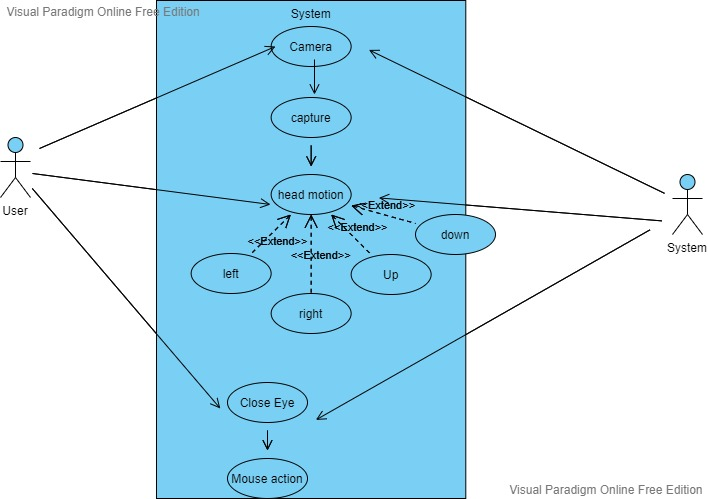 Visual Paradigm Online Free Edition
System
Camera
capture
head motion
<<Extend>>
down
<<Extend>>
<<Extend>>
<<Extend>>
left
Up
right
User
System
Close Eye
Mouse action
Visual Paradigm Online Free Edition